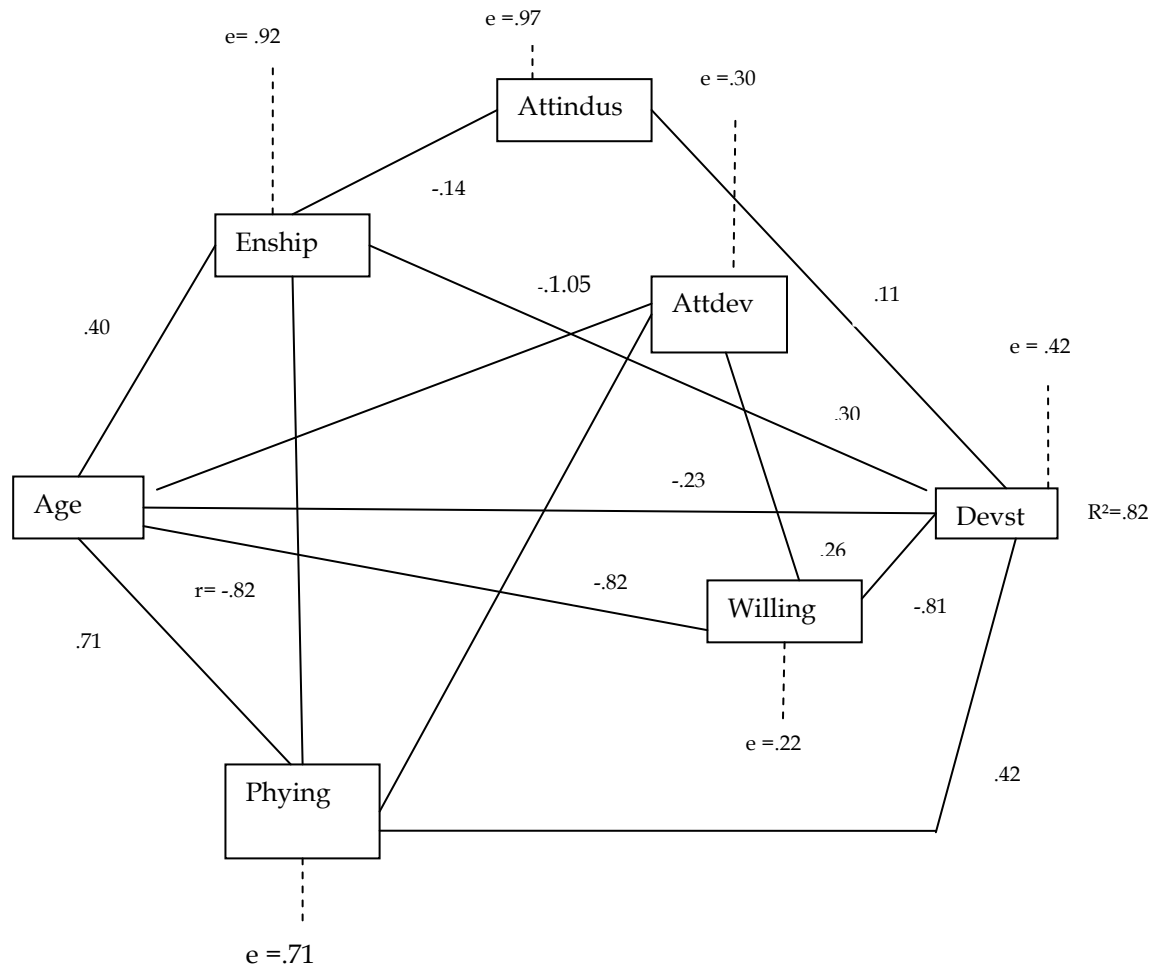 e =.97
e= .92
e =.30
Attindus
-.14
Enship
-.1.05
Attdev
.11
.40
e = .42
.30
-.23
Age
Devst
R²=.82
.26
r= -.82
-.82
Willing
-.81
.71
e =.22
.42
Phying
e =.71